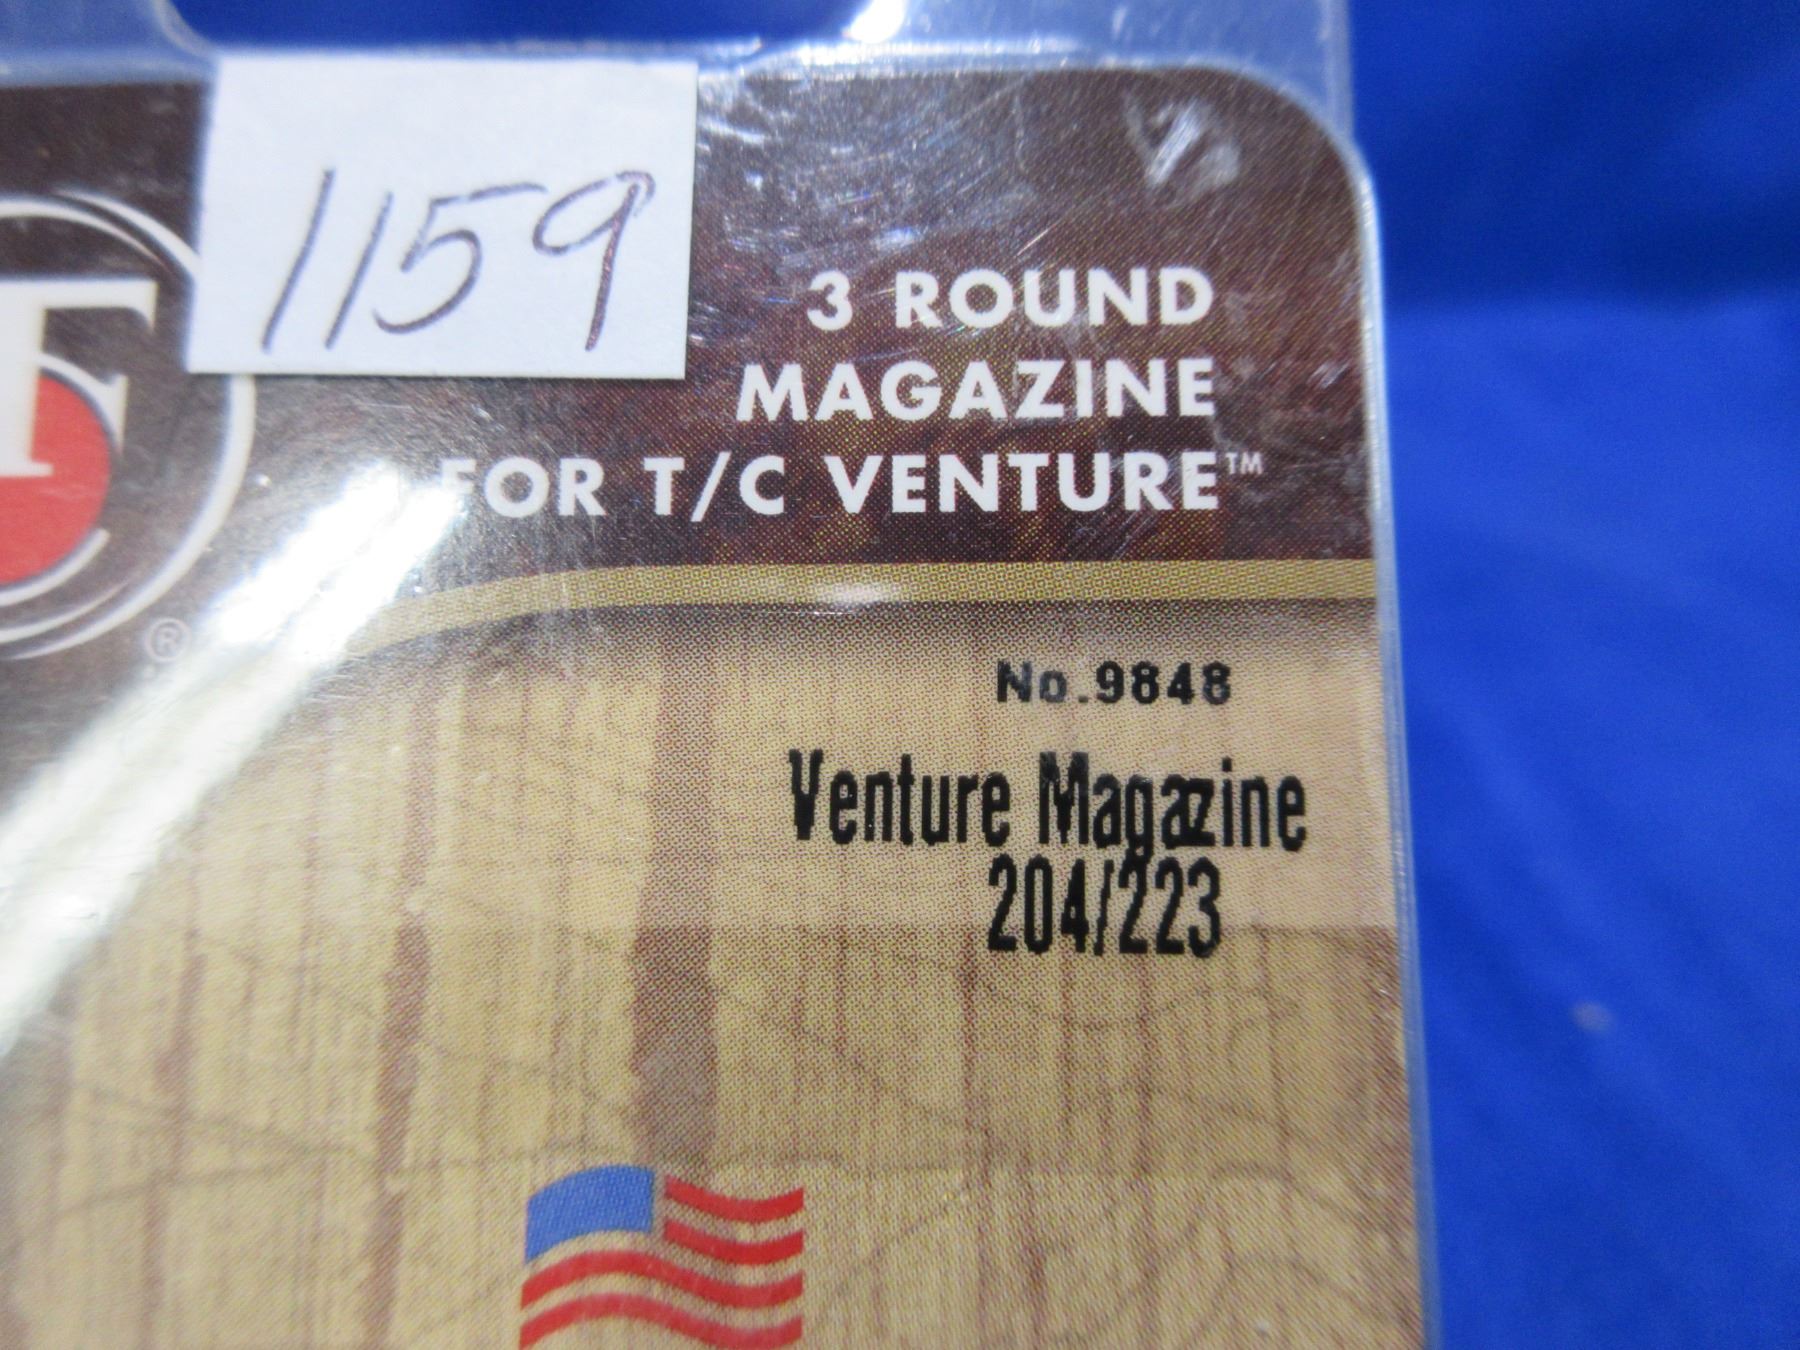 1159
3 ROUND
MAGAZINE
FOR T/C VENTURE™
®
No.9848
Venture Magazine
204/223